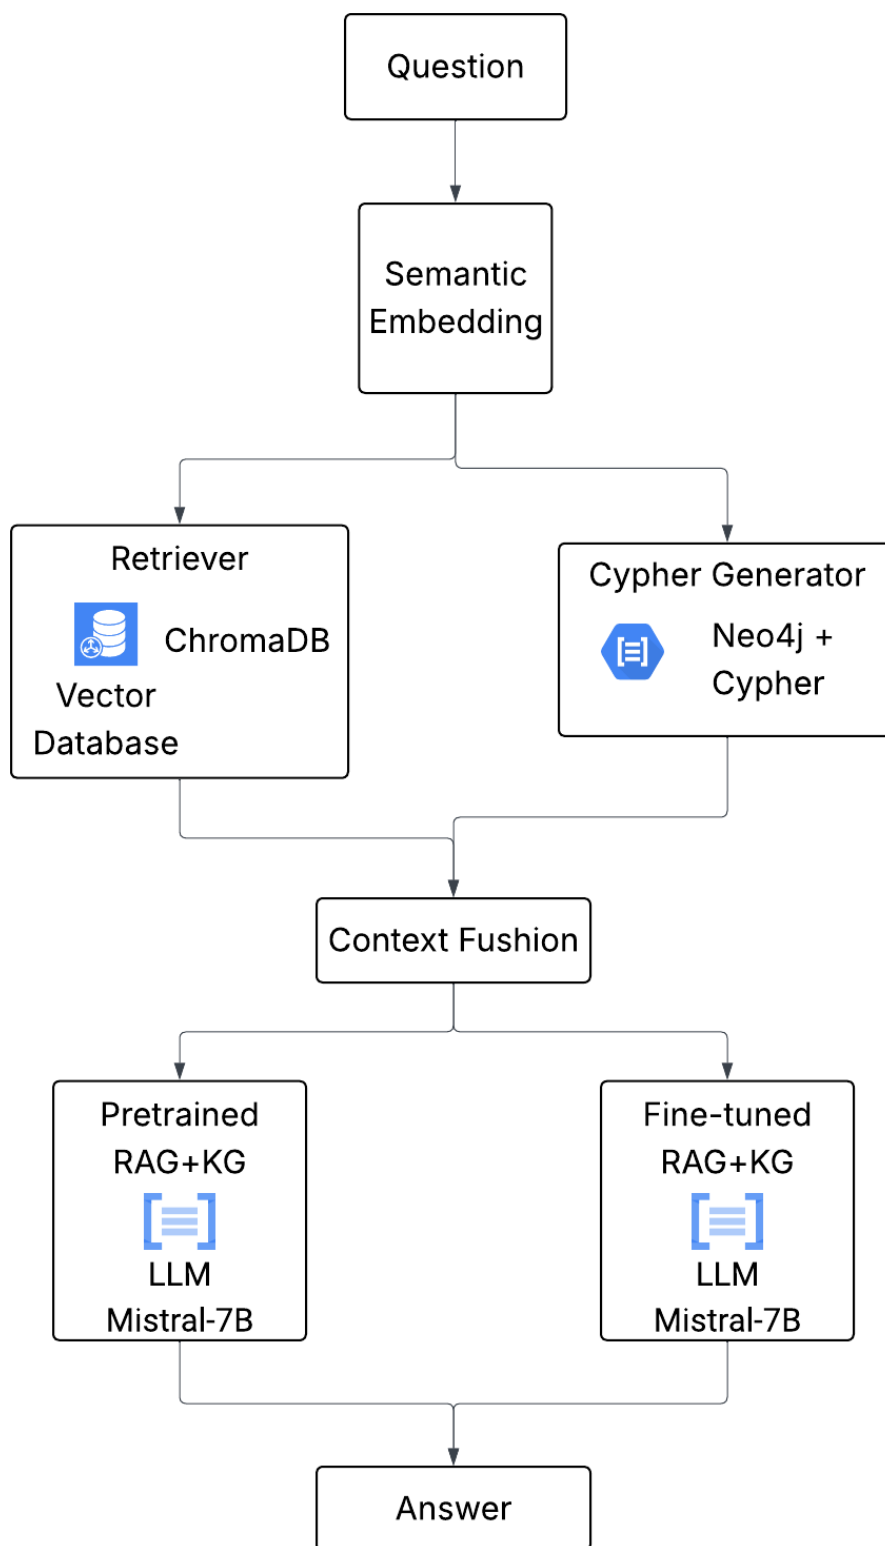 Question
Semantic
Embedding
Retriever
ChromaDB
Vector
Database
Cypher Generator
Neo4j +
Cypher
Context Fushion
Pretrained
RAG+KG
LLM
Mistral-7B
Fine-tuned
RAG+KG
LLM
Mistral-7B
Answer